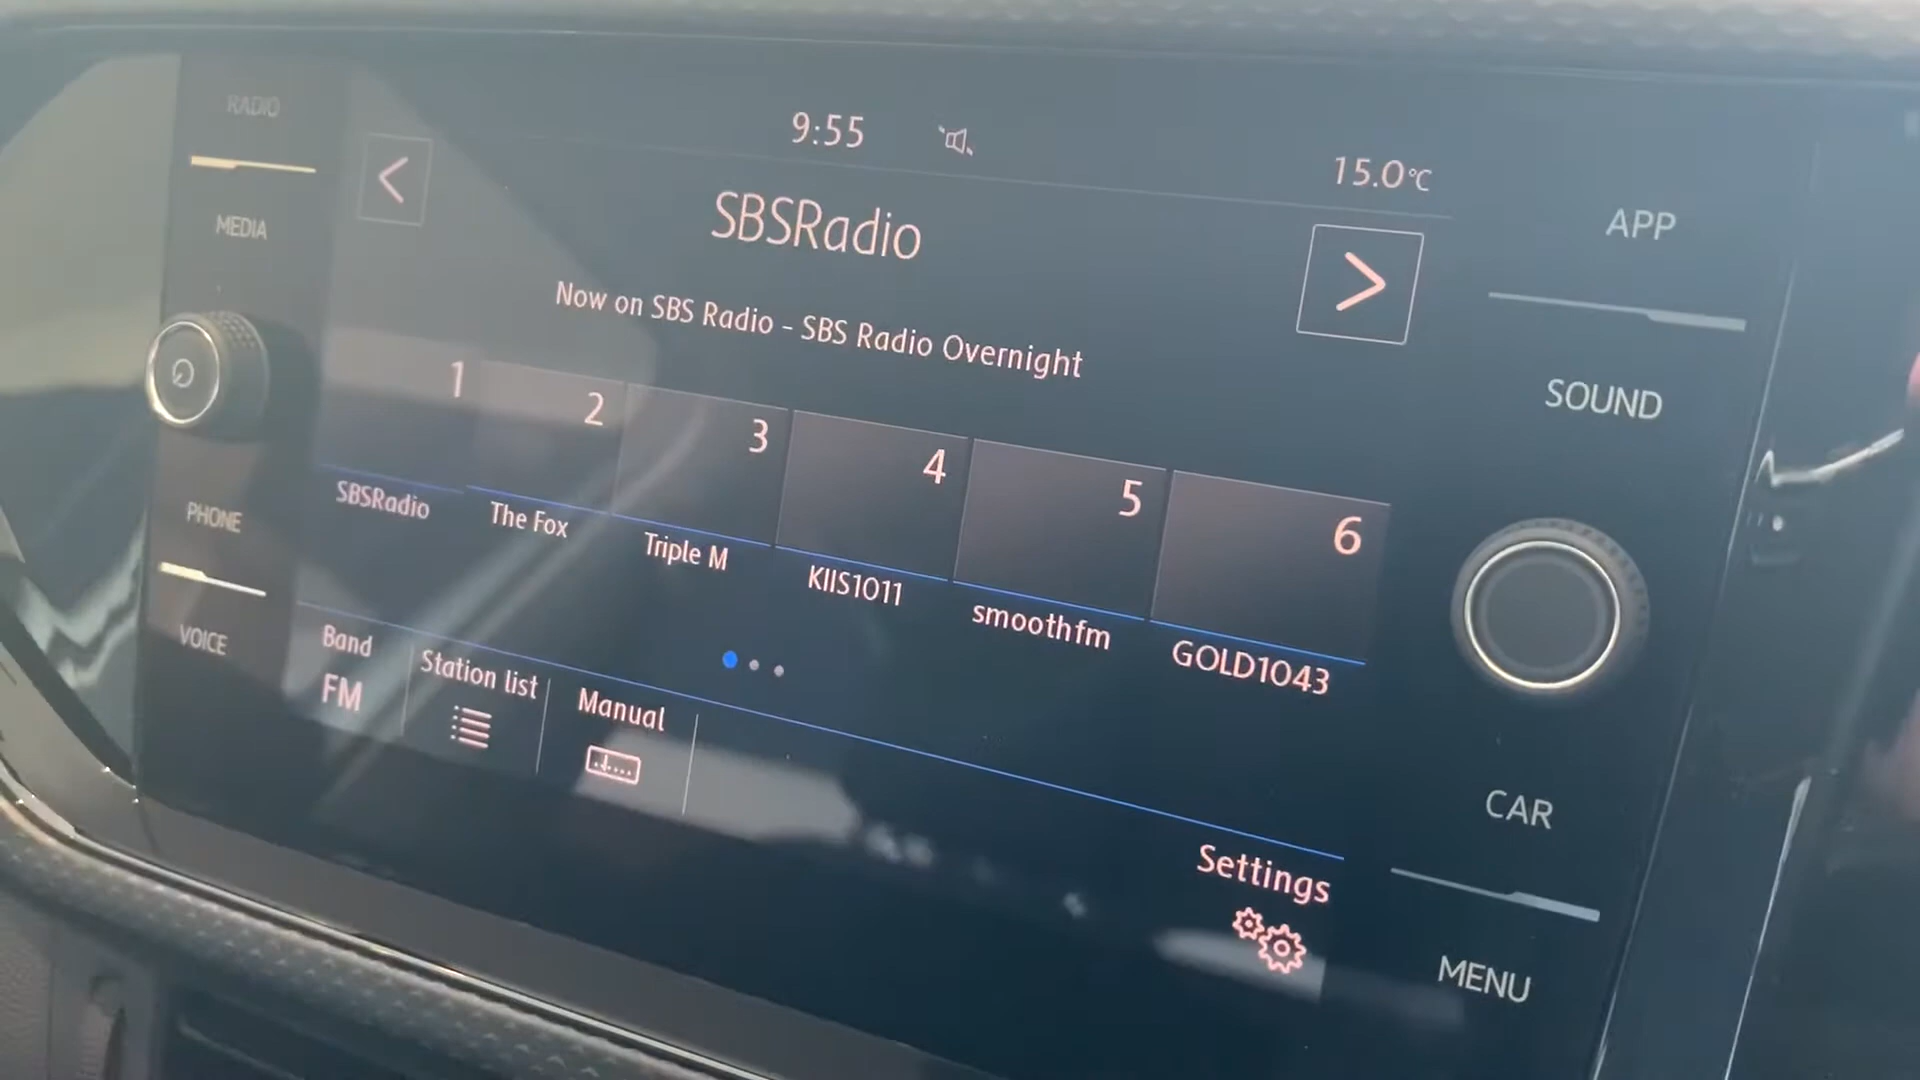 RADIO
MEDIA
PHONE
VOICE
9:55
15.0°C
SBSRadio
Now on SBS Radio - SBS Radio Overnight
1
2
3
4
5
6
SBSRadio
The Fox
Triple M
KIIS1011
smoothfm
GOLD1043
Band
FM
Station list
Manual
Settings
APP
SOUND
CAR
MENU